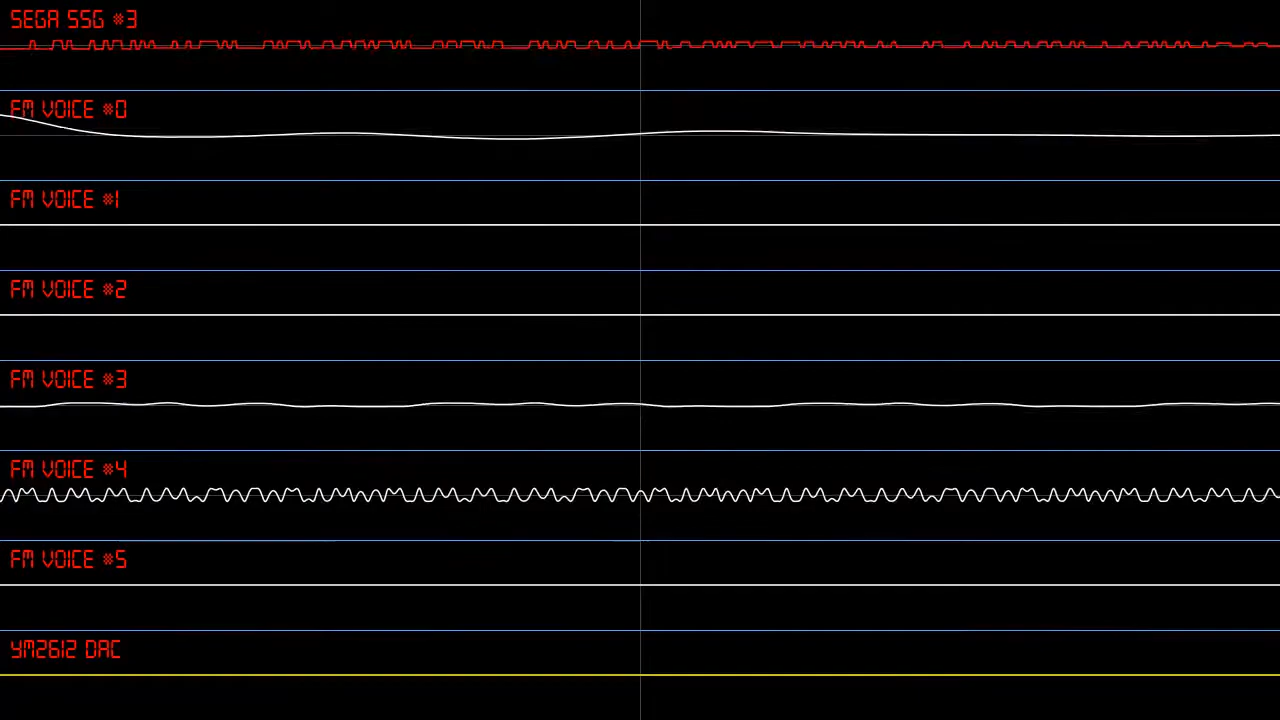 SEGA SSG #3
FM VOICE #0
FM VOICE #1
FM VOICE #2
FM VOICE #3
FM VOICE #4
FM VOICE #5
YM2612 DAC